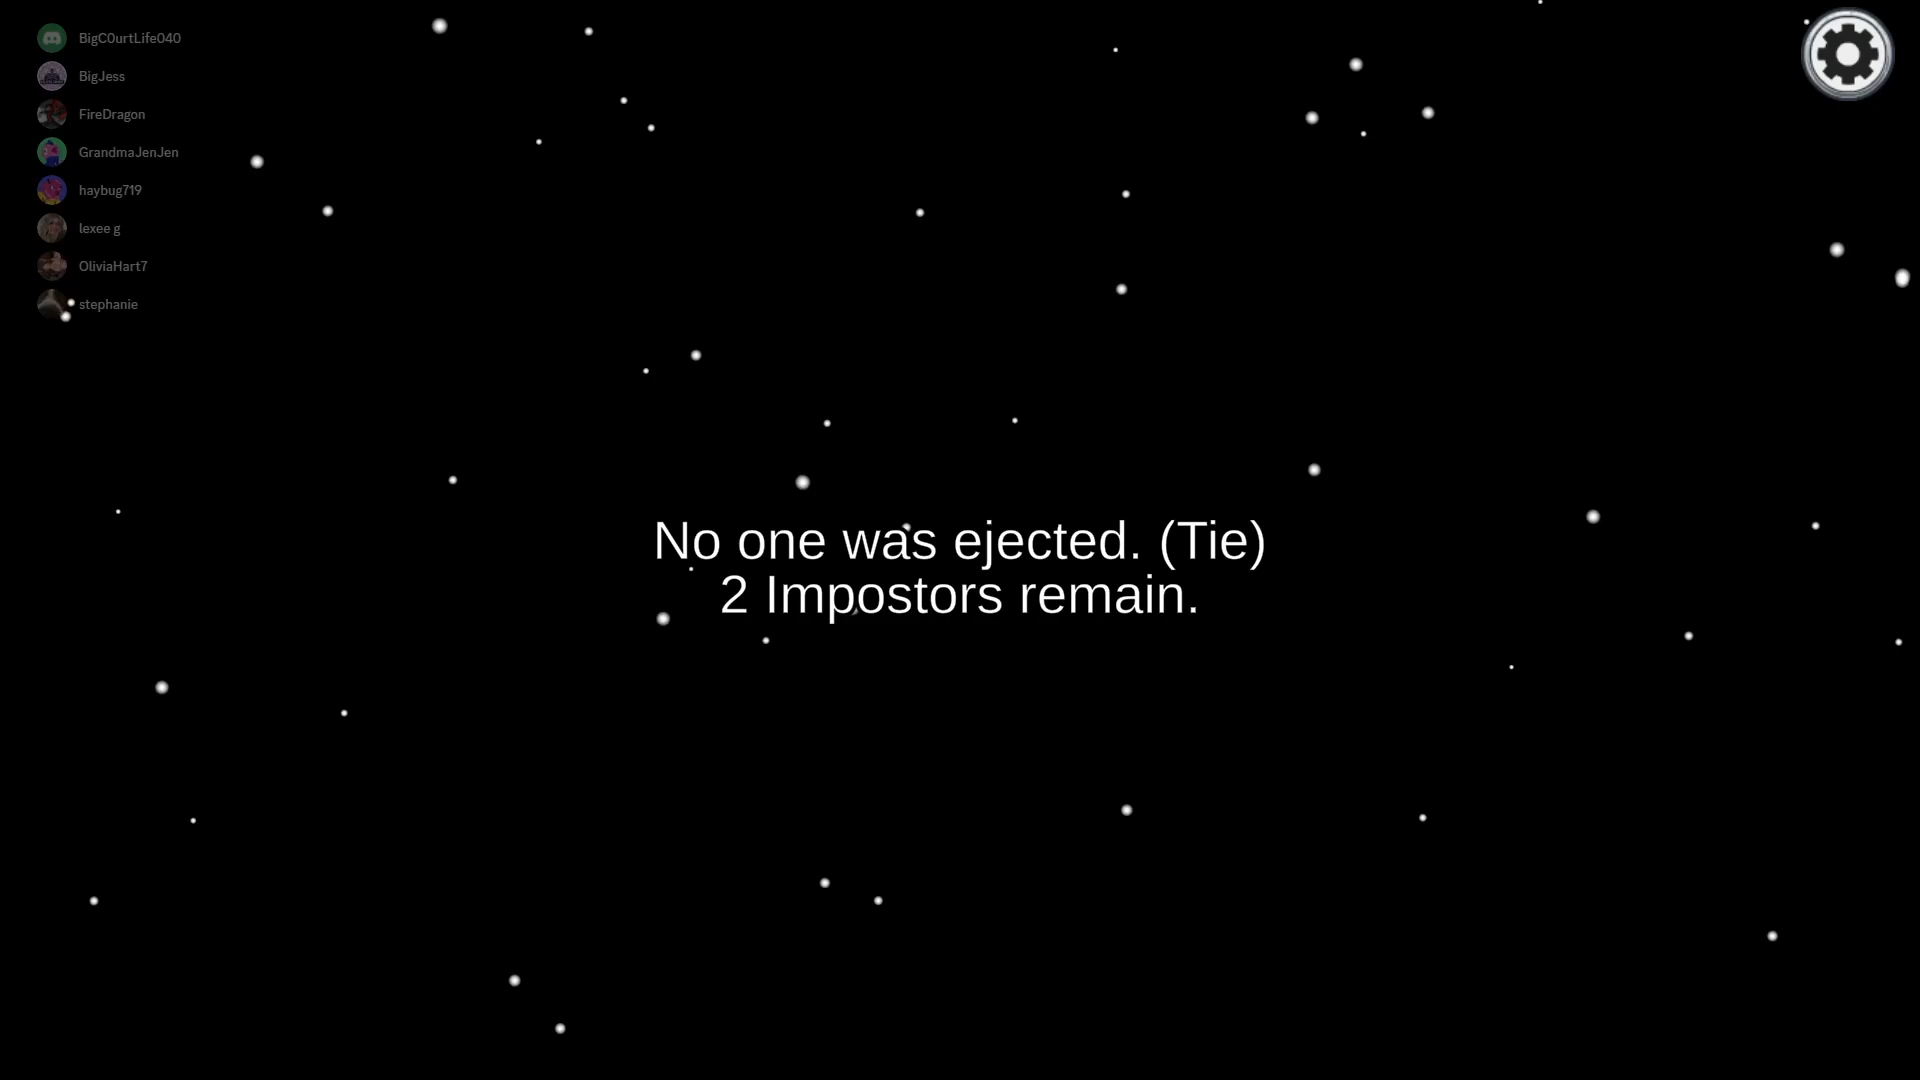 BigC0urtLife040
BigJess
FireDragon
GrandmaJenJen
haybug719
lexee g
OliviaHart7
stephanie
No one was ejected. (Tie)
2 Impostors remain.